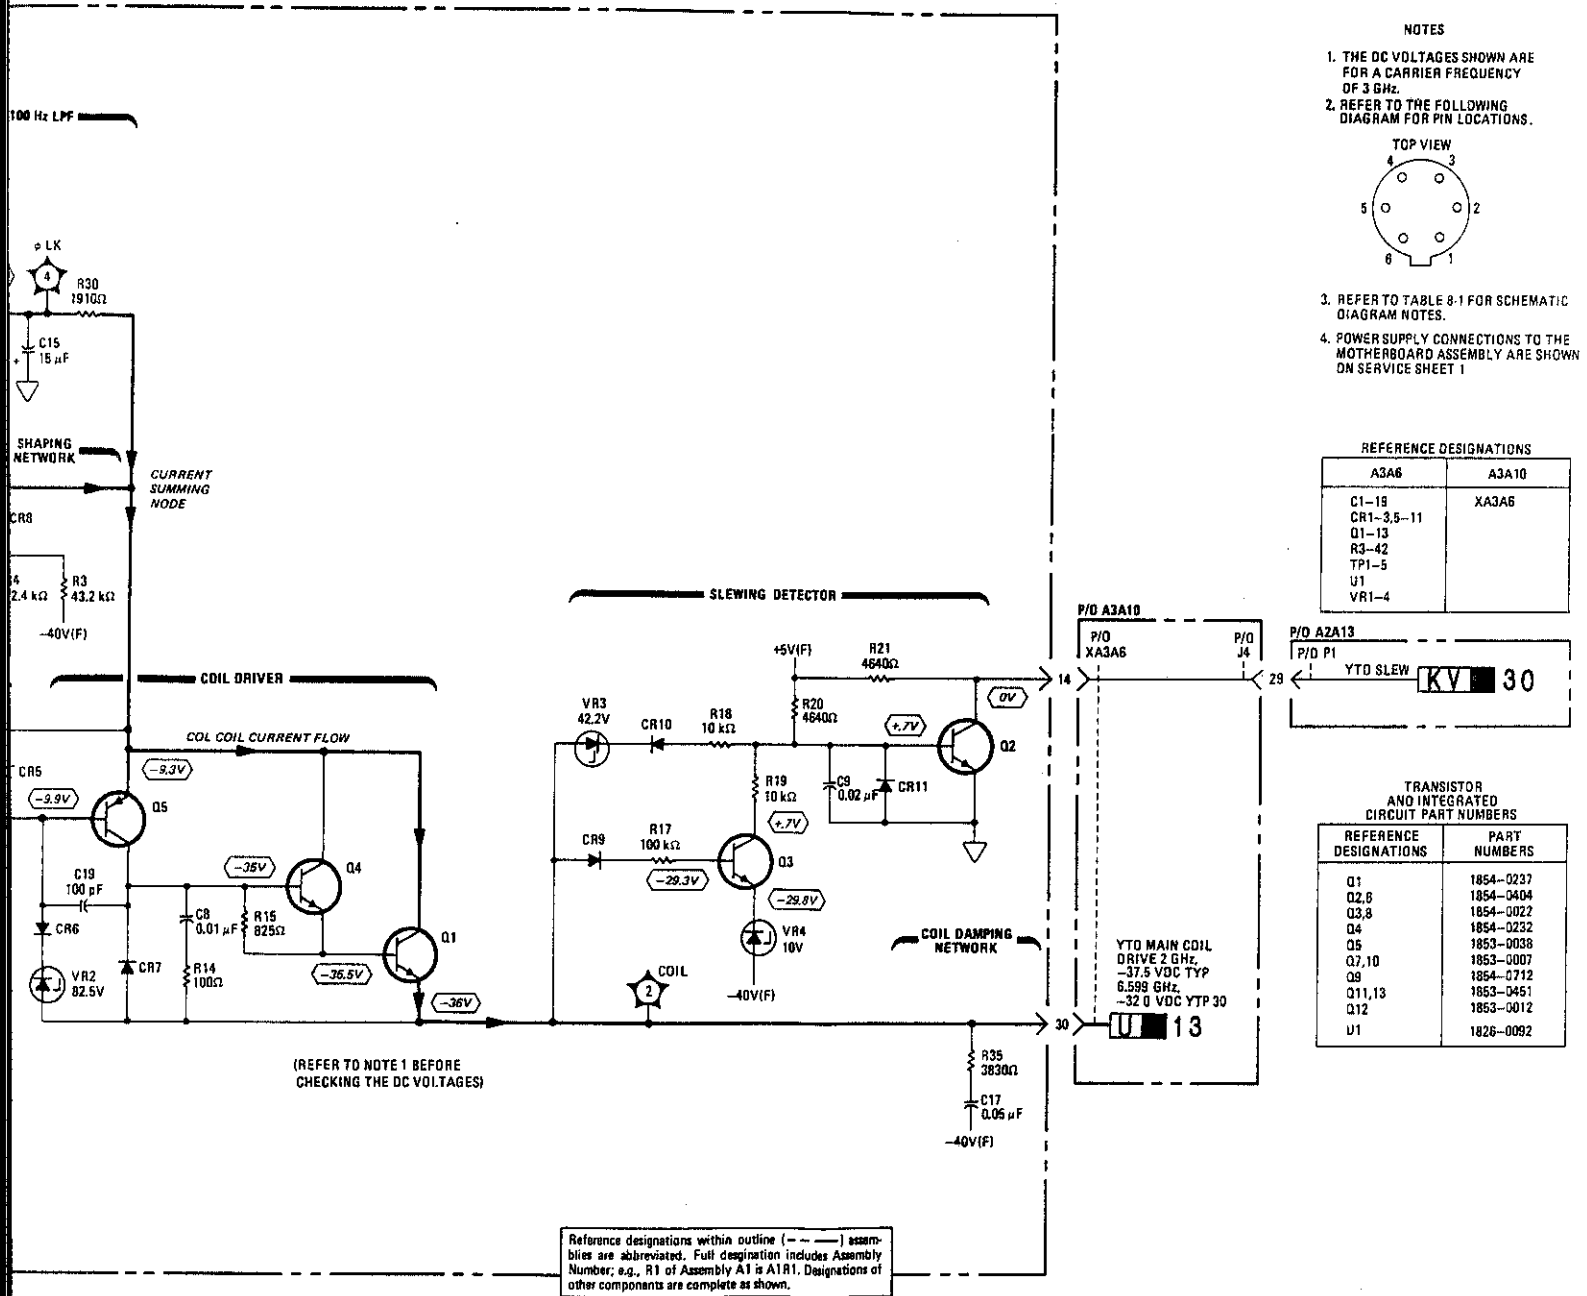 100 Hz LPF
φ LK
4
R30
1910Ω
C15
15 μF
+
SHAPING
NETWORK
CURRENT
SUMMING
NODE
CR8
4
2.4 kΩ
R3
43.2 kΩ
-40V(F)
COIL DRIVER
COL COIL CURRENT FLOW
CR5
-9.3V
-9.9V
Q5
C19
100 pF
CR6
VR2
82.5V
CR7
C8
0.01 μF
R14
100Ω
R15
825Ω
-35V
Q4
-35.5V
Q1
-36V
(REFER TO NOTE 1 BEFORE
CHECKING THE DC VOLTAGES)
SLEWING DETECTOR
+5V(F)
R21
4640Ω
R20
4640Ω
VR3
42.2V
CR10
R18
10 kΩ
+.7V
0V
Q2
R19
10 kΩ
C9
0.02 μF
CR11
CR9
R17
100 kΩ
+.7V
Q3
-29.3V
-29.8V
VR4
10V
-40V(F)
COIL
2
COIL DAMPING
NETWORK
R35
3830Ω
C17
0.05 μF
-40V(F)
14
30
P/O A3A10
P/O
XA3A6
P/O
J4
29
P/O A2A13
P/O P1
YTO SLEW
KV 30
YTO MAIN COIL
DRIVE 2 GHz,
-37.5 VDC TYP
6.599 GHz,
-32.0 VDC YTP 30
U 13
NOTES
1. THE DC VOLTAGES SHOWN ARE
FOR A CARRIER FREQUENCY
OF 3 GHz.
2. REFER TO THE FOLLOWING
DIAGRAM FOR PIN LOCATIONS.
TOP VIEW
4 3
5 2
6 1
3. REFER TO TABLE 8-1 FOR SCHEMATIC
DIAGRAM NOTES.
4. POWER SUPPLY CONNECTIONS TO THE
MOTHERBOARD ASSEMBLY ARE SHOWN
ON SERVICE SHEET 1
REFERENCE DESIGNATIONS
A3A6 A3A10
C1-19 XA3A6
CR1-3,5-11
Q1-13
R3-42
TP1-5
U1
VR1-4
TRANSISTOR
AND INTEGRATED
CIRCUIT PART NUMBERS
REFERENCE DESIGNATIONS PART NUMBERS
Q1 1854-0237
Q2,6 1854-0404
Q3,8 1854-0022
Q4 1854-0232
Q5 1853-0038
Q7,10 1853-0007
Q9 1854-0712
Q11,13 1853-0451
Q12 1853-0012
U1 1826-0092
Reference designations within outline (– – —) assem-
blies are abbreviated. Full desgination includes Assembly
Number; e.g., R1 of Assembly A1 is A1R1. Designations of
other components are complete as shown.